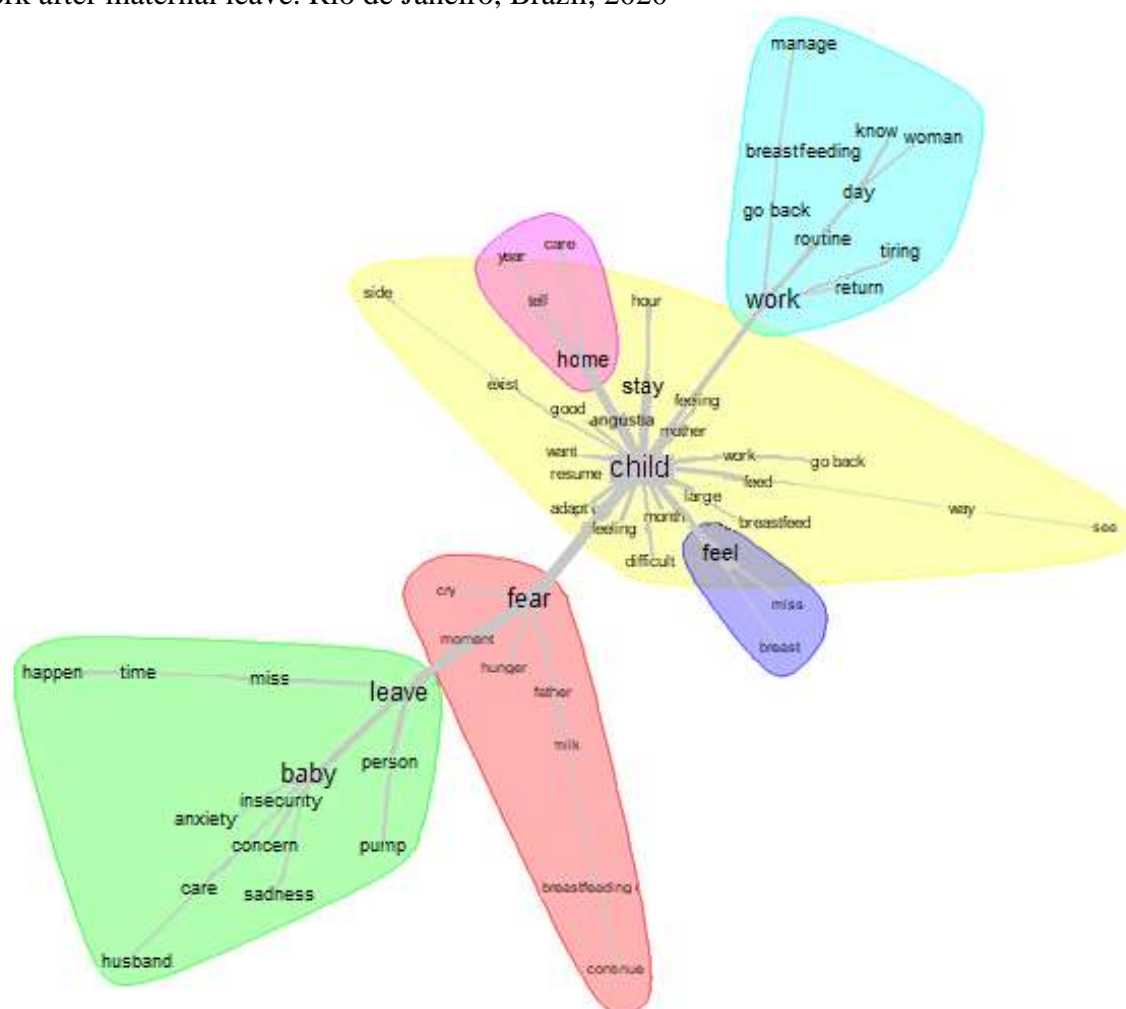 ork after maternal leave. Rio de Janeiro, Brazil, 2020
manage
know
woman
breastfeeding
day
go back
routine
tiring
return
work
care
year
tell
home
side
hour
stay
exist
good
feeling
angustia
mother
want
child
work
go back
resume
feed
large
adapt
month
breastfeed
feeling
way
see
difficult
feel
miss
breast
cry
fear
moment
hunger
father
milk
breastfeeding
continue
happen
time
miss
leave
person
baby
insecurity
anxiety
concern
pump
care
sadness
husband